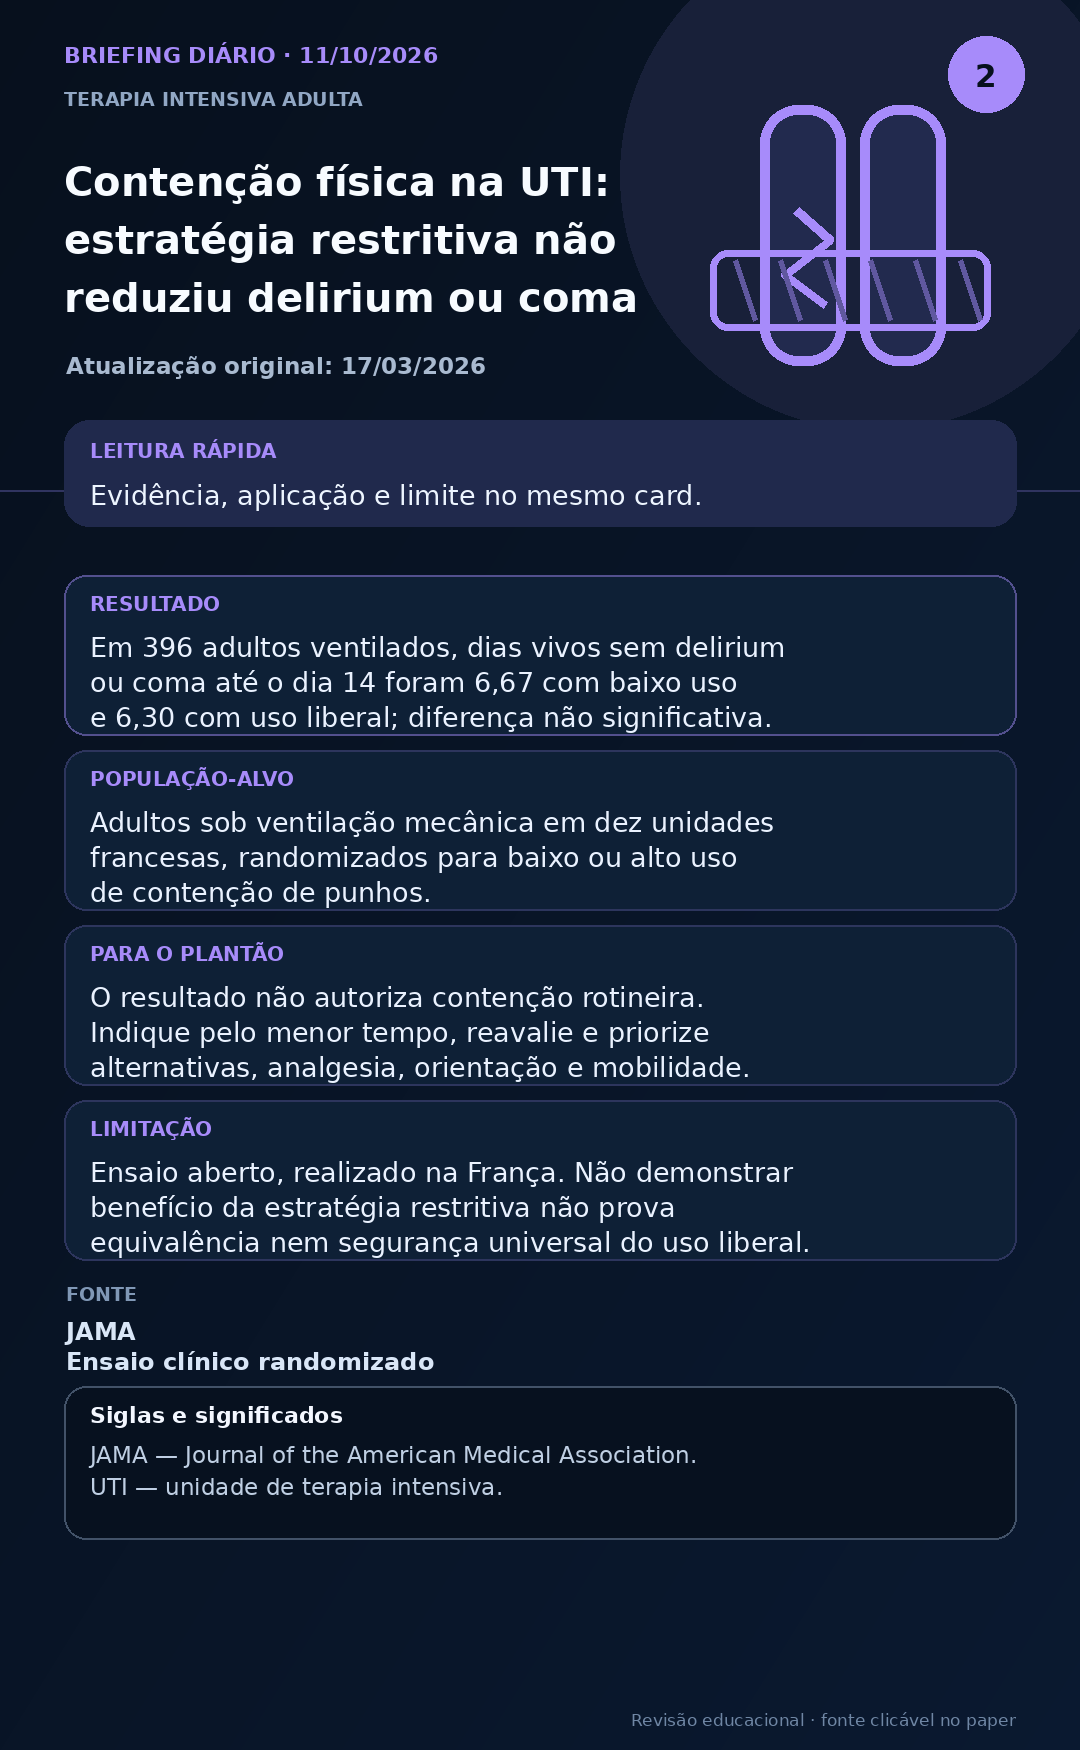 BRIEFING DIÁRIO · 11/10/2026
2
TERAPIA INTENSIVA ADULTA
Contenção física na UTI:
estratégia restritiva não
reduziu delirium ou coma
Atualização original: 17/03/2026
LEITURA RÁPIDA
Evidência, aplicação e limite no mesmo card.
RESULTADO
Em 396 adultos ventilados, dias vivos sem delirium
ou coma até o dia 14 foram 6,67 com baixo uso
e 6,30 com uso liberal; diferença não significativa.
POPULAÇÃO-ALVO
Adultos sob ventilação mecânica em dez unidades
francesas, randomizados para baixo ou alto uso
de contenção de punhos.
PARA O PLANTÃO
O resultado não autoriza contenção rotineira.
Indique pelo menor tempo, reavalie e priorize
alternativas, analgesia, orientação e mobilidade.
LIMITAÇÃO
Ensaio aberto, realizado na França. Não demonstrar
benefício da estratégia restritiva não prova
equivalência nem segurança universal do uso liberal.
FONTE
JAMA
Ensaio clínico randomizado
Siglas e significados
JAMA — Journal of the American Medical Association.
UTI — unidade de terapia intensiva.
Revisão educacional · fonte clicável no paper